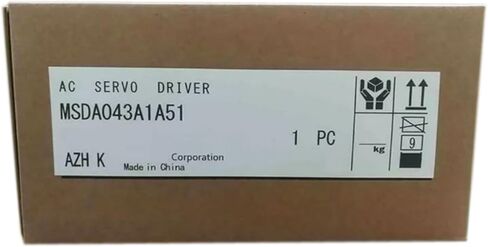 AC SERVO DRIVER
MSDA043A1A51
1 PC
kg
9
AZH K
Corporation
Made in China